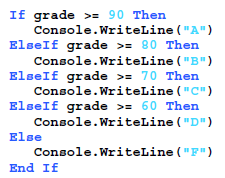 If grade >= 90 Then
   Console.WriteLine("A")
ElseIf grade >= 80 Then
   Console.WriteLine("B")
ElseIf grade >= 70 Then
   Console.WriteLine("C")
ElseIf grade >= 60 Then
   Console.WriteLine("D")
Else
   Console.WriteLine("F")
End If